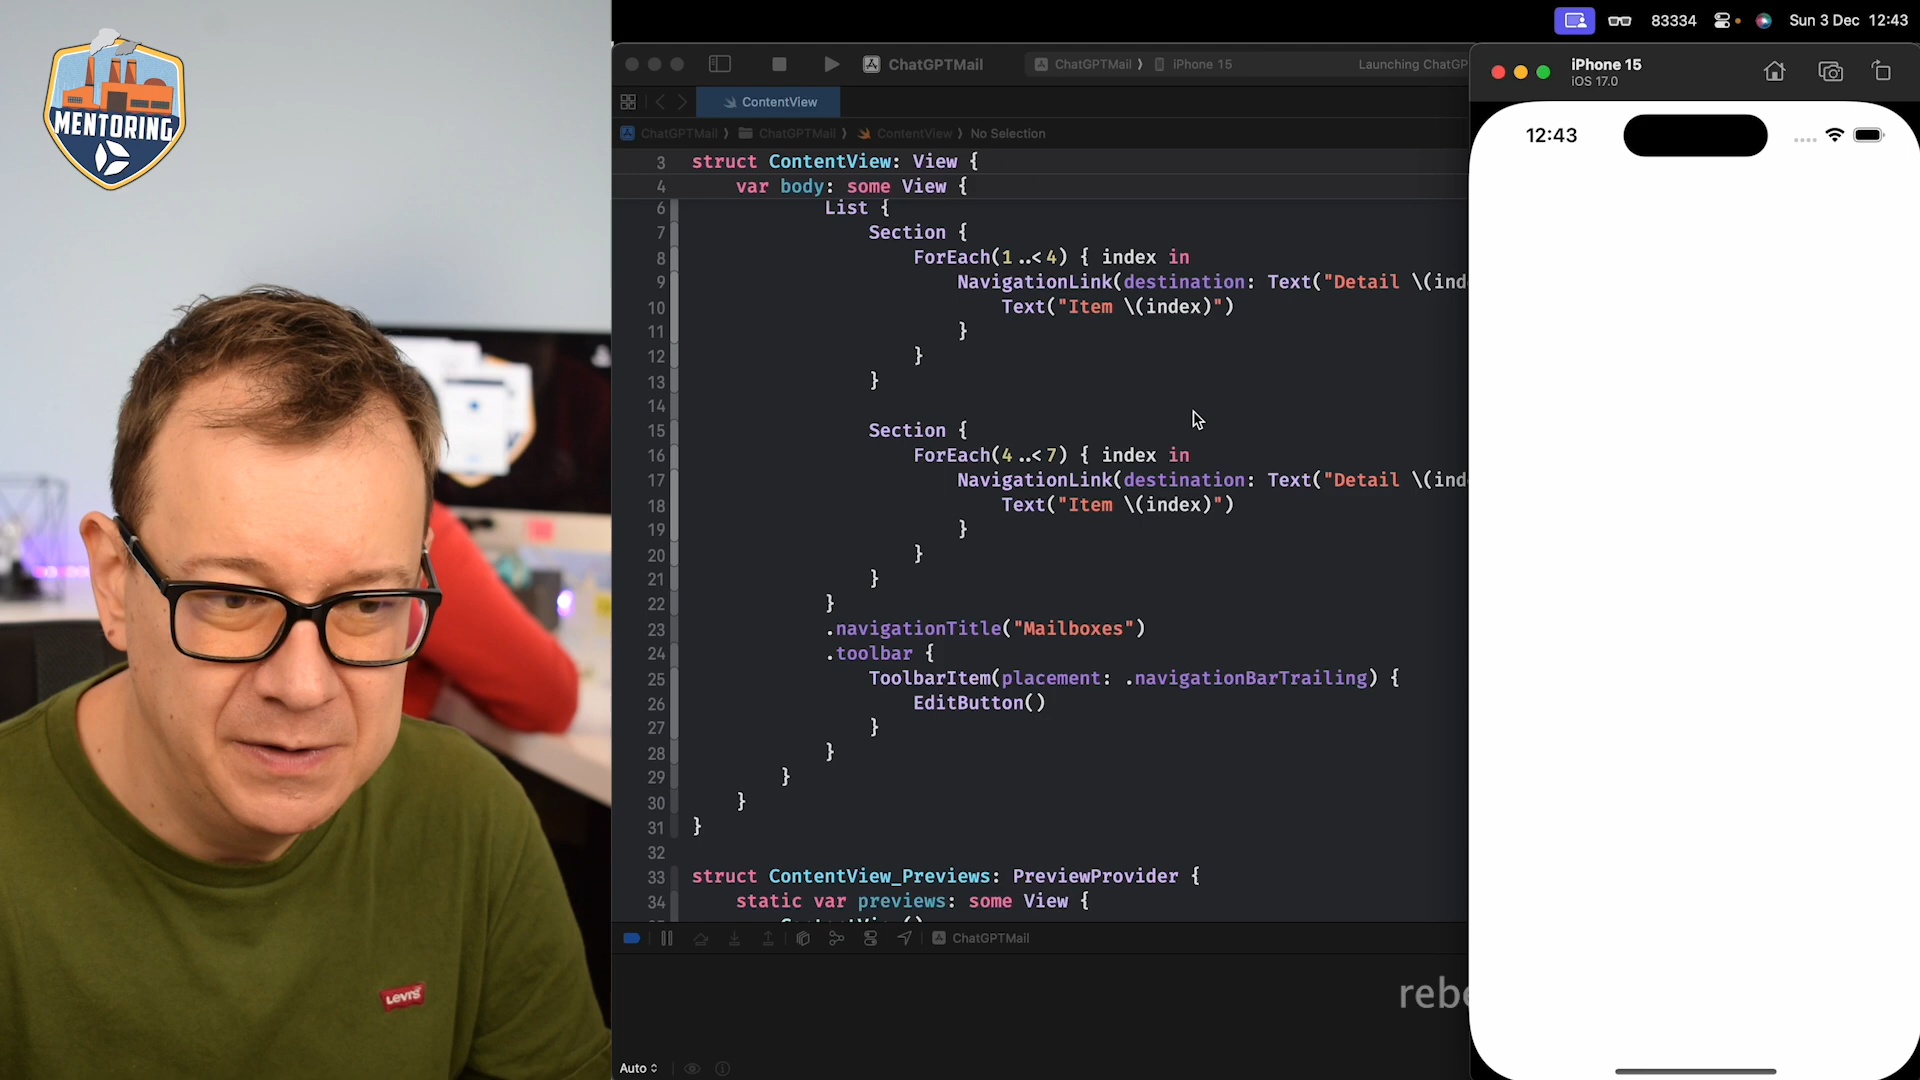 MENTORING
Levi's
83334
Sun 3 Dec 12:43
ChatGPTMail
ChatGPTMail 〉 iPhone 15
Launching ChatGP
ContentView
ChatGPTMail 〉 ChatGPTMail 〉 ContentView 〉 No Selection
3 struct ContentView: View {
4 var body: some View {
6 List {
7 Section {
8 ForEach(1..<4) { index in
9 NavigationLink(destination: Text("Detail \(ind
10 Text("Item \(index)")
11 }
12 }
13 }
14
15 Section {
16 ForEach(4..<7) { index in
17 NavigationLink(destination: Text("Detail \(ind
18 Text("Item \(index)")
19 }
20 }
21 }
22 }
23 .navigationTitle("Mailboxes")
24 .toolbar {
25 ToolbarItem(placement: .navigationBarTrailing) {
26 EditButton()
27 }
28 }
29 }
30 }
31 }
32
33 struct ContentView_Previews: PreviewProvider {
34 static var previews: some View {
ChatGPTMail
Auto
iPhone 15
iOS 17.0
12:43